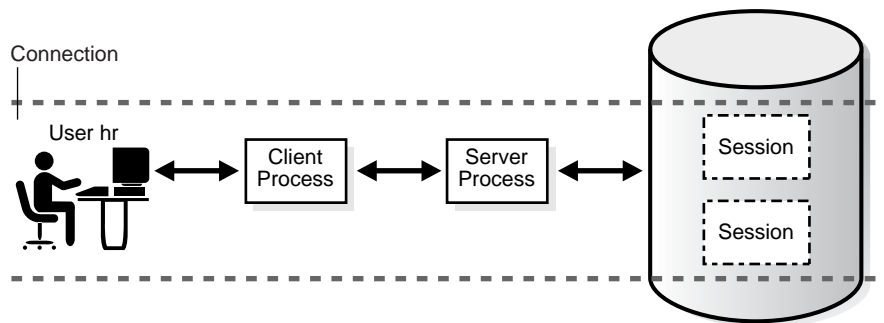 Connection
User hr
Client
Process
Server
Process
Session
Session